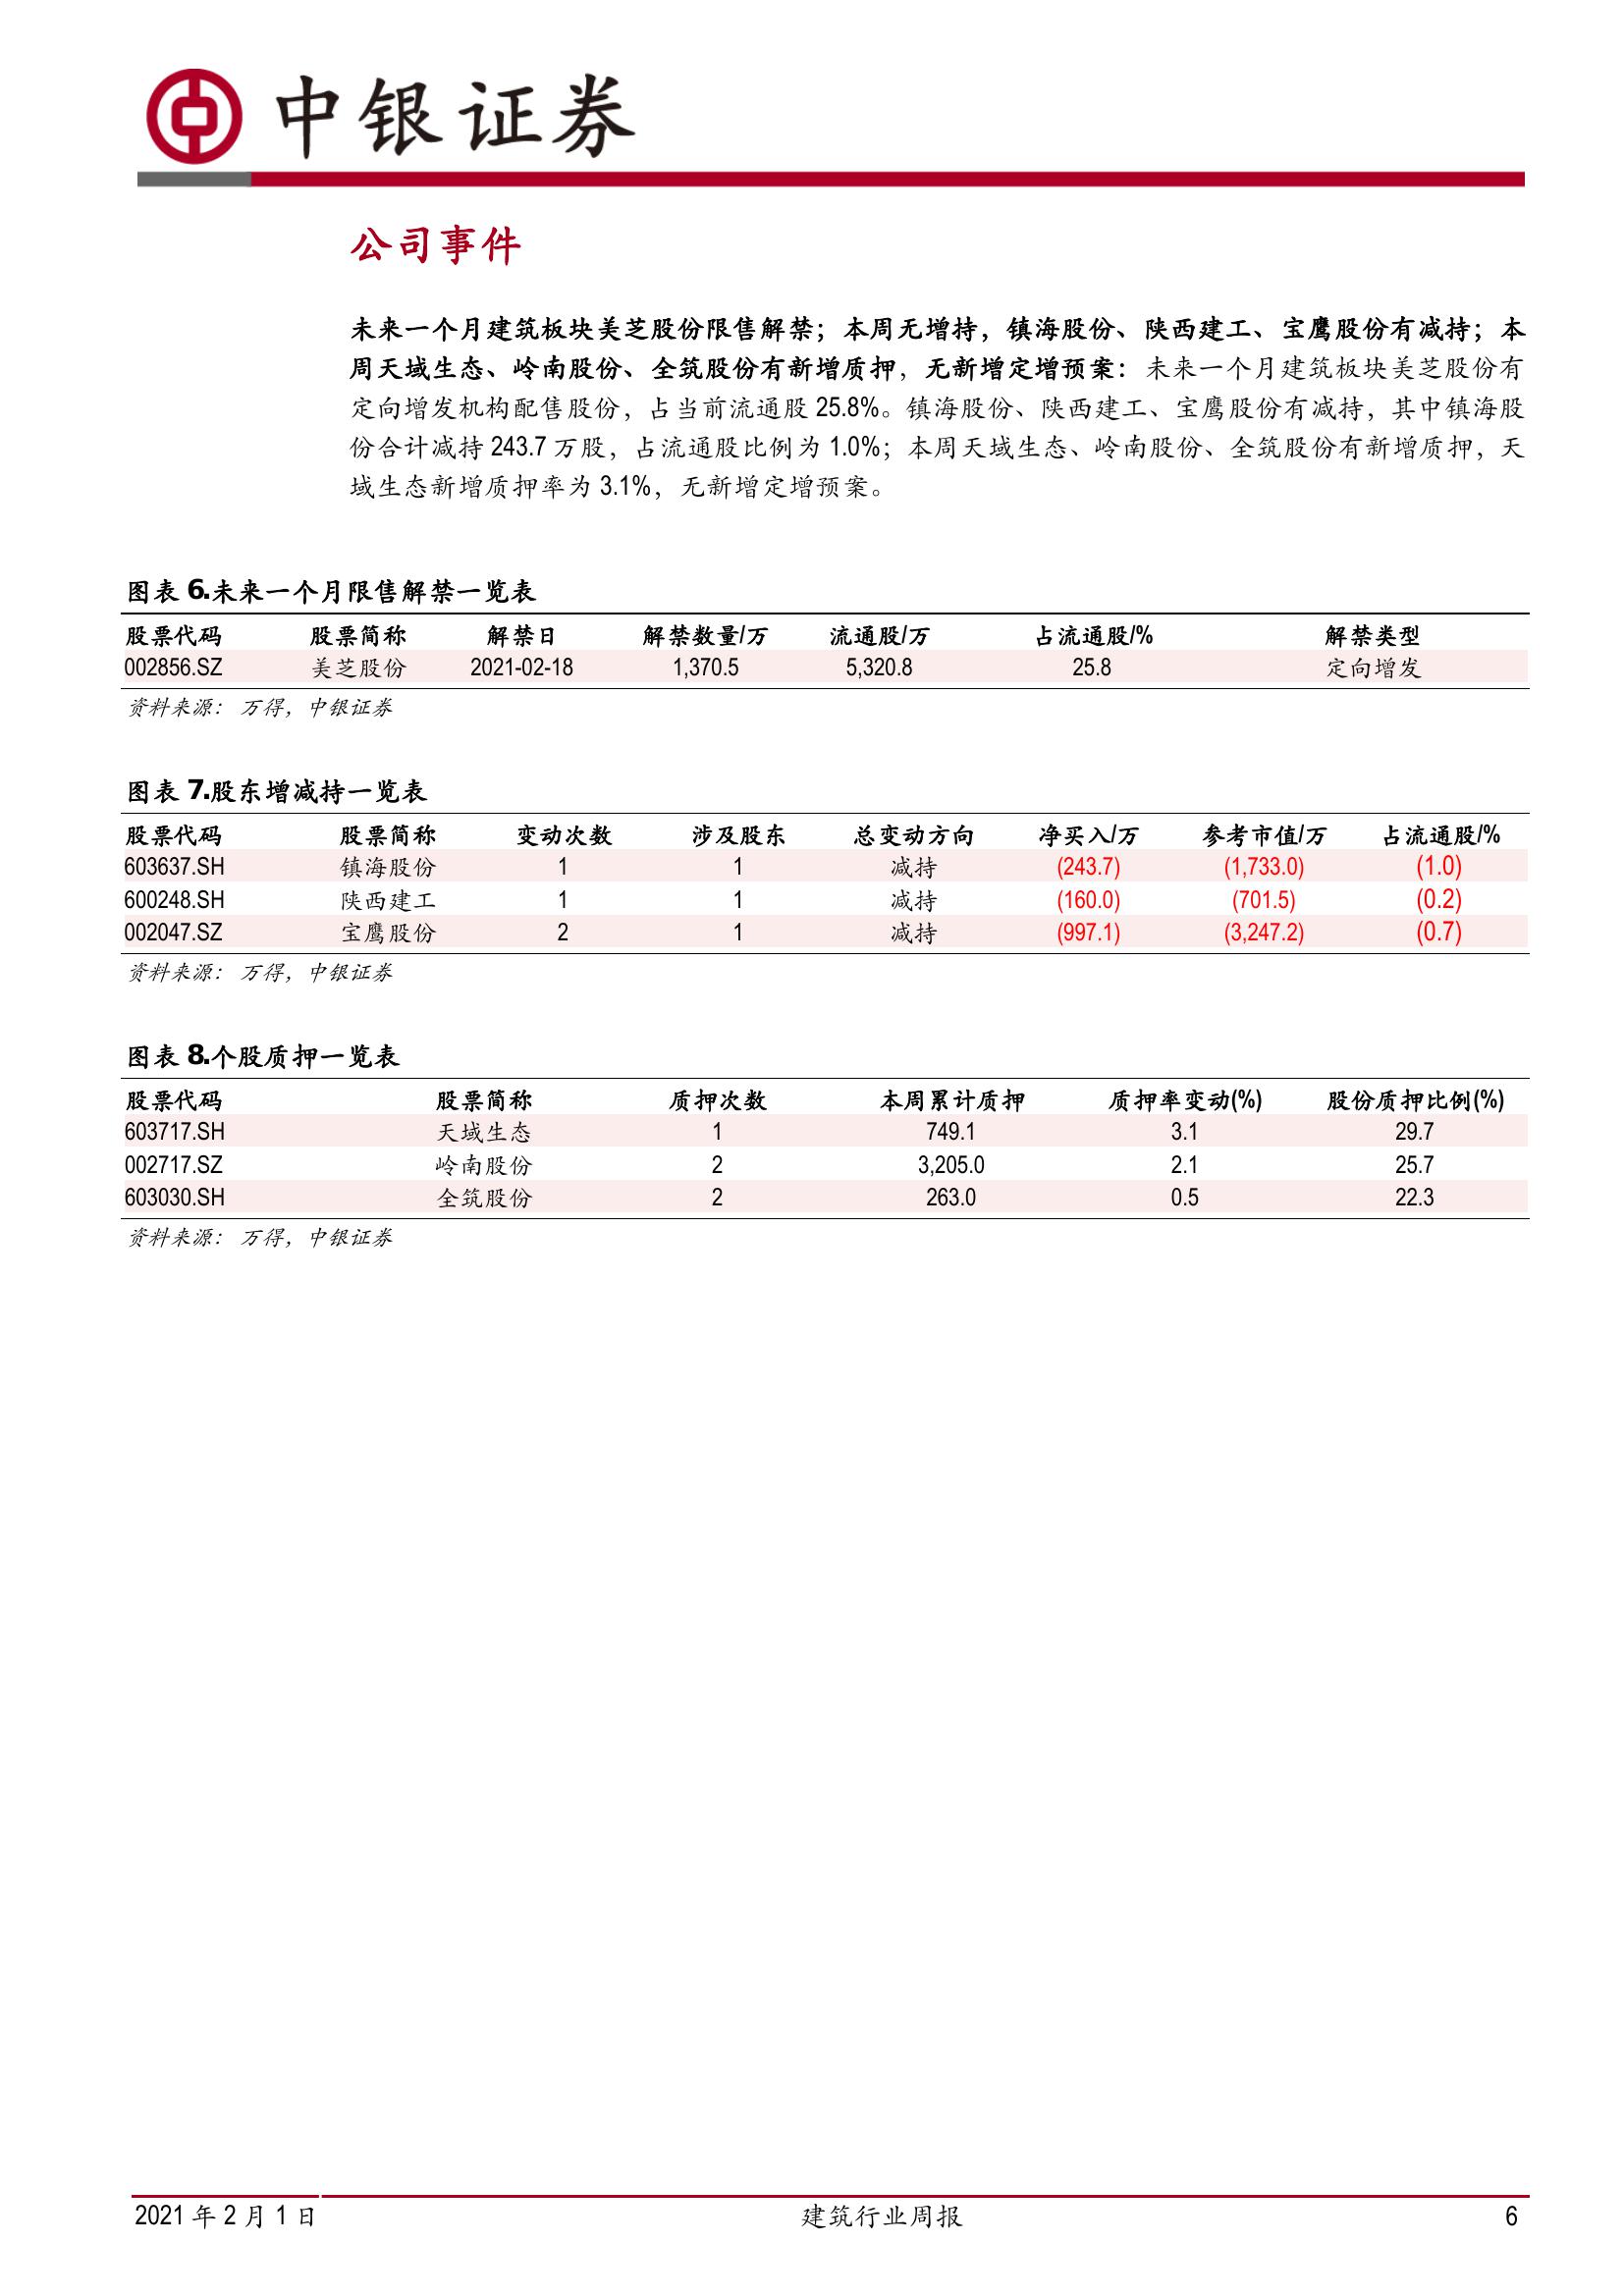 中银证券
公司事件
未来一个月建筑板块美芝股份限售解禁；本周无增持，镇海股份、陕西建工、宝鹰股份有减持；本
周天域生态、岭南股份、全筑股份有新增质押，无新增定增预案：未来一个月建筑板块美芝股份有
定向增发机构配售股份，占当前流通股 25.8%。镇海股份、陕西建工、宝鹰股份有减持，其中镇海股
份合计减持 243.7 万股，占流通股比例为 1.0%；本周天域生态、岭南股份、全筑股份有新增质押，天
域生态新增质押率为 3.1%，无新增定增预案。
图表 6.未来一个月限售解禁一览表
股票代码 股票简称 解禁日 解禁数量/万 流通股/万 占流通股/% 解禁类型
002856.SZ 美芝股份 2021-02-18 1,370.5 5,320.8 25.8 定向增发
资料来源：万得，中银证券
图表 7.股东增减持一览表
股票代码 股票简称 变动次数 涉及股东 总变动方向 净买入/万 参考市值/万 占流通股/%
603637.SH 镇海股份 1 1 减持 (243.7) (1,733.0) (1.0)
600248.SH 陕西建工 1 1 减持 (160.0) (701.5) (0.2)
002047.SZ 宝鹰股份 2 1 减持 (997.1) (3,247.2) (0.7)
资料来源：万得，中银证券
图表 8.个股质押一览表
股票代码 股票简称 质押次数 本周累计质押 质押率变动(%) 股份质押比例(%)
603717.SH 天域生态 1 749.1 3.1 29.7
002717.SZ 岭南股份 2 3,205.0 2.1 25.7
603030.SH 全筑股份 2 263.0 0.5 22.3
资料来源：万得，中银证券
2021 年 2 月 1 日 建筑行业周报 6